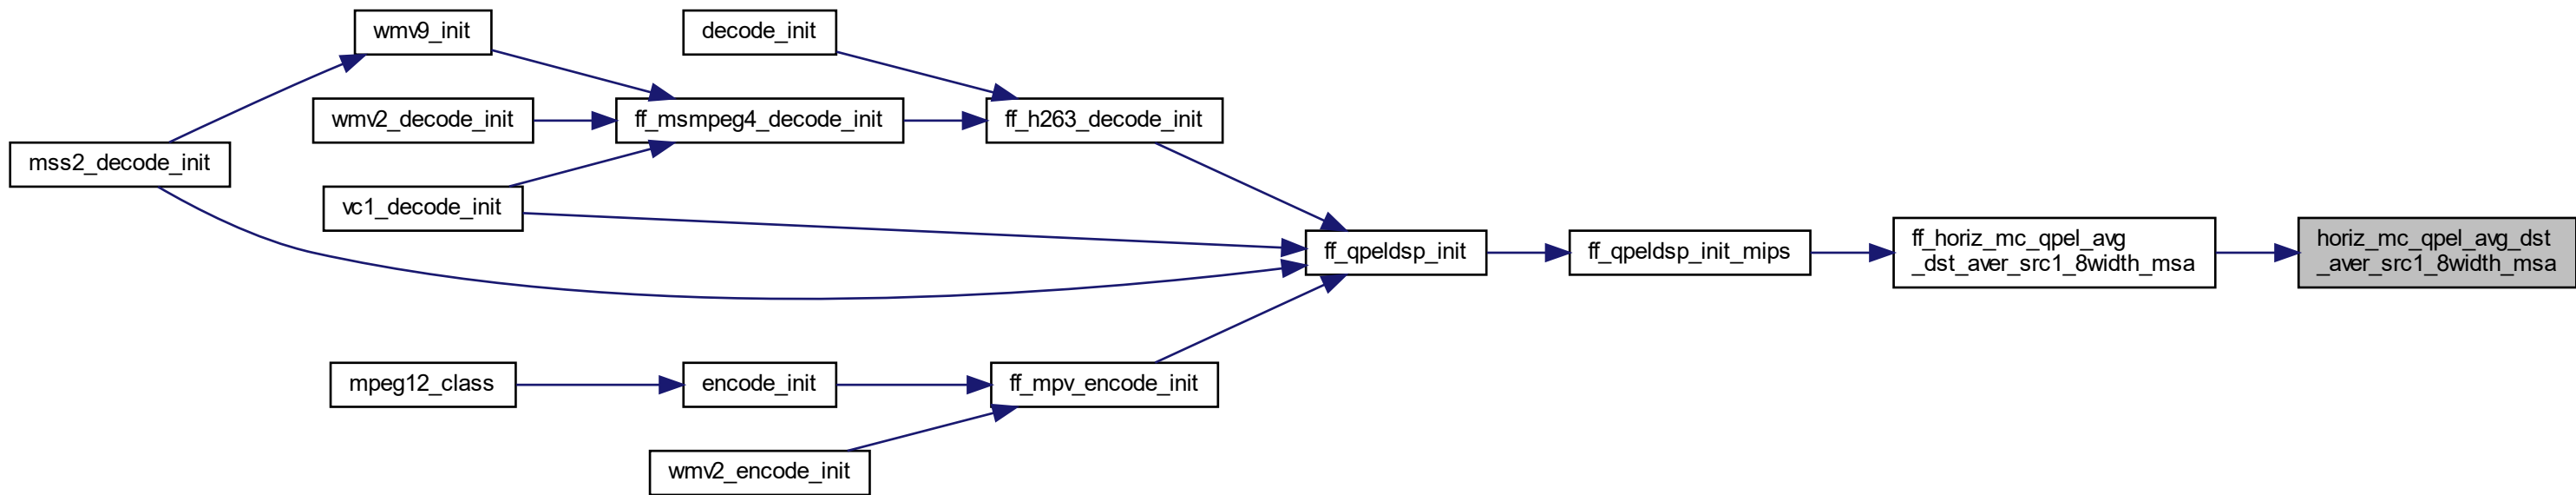 wmv9_init
decode_init
wmv2_decode_init
ff_msmpeg4_decode_init
ff_h263_decode_init
mss2_decode_init
vc1_decode_init
ff_qpeldsp_init
ff_qpeldsp_init_mips
ff_horiz_mc_qpel_avg
_dst_aver_src1_8width_msa
horiz_mc_qpel_avg_dst
_aver_src1_8width_msa
mpeg12_class
encode_init
ff_mpv_encode_init
wmv2_encode_init